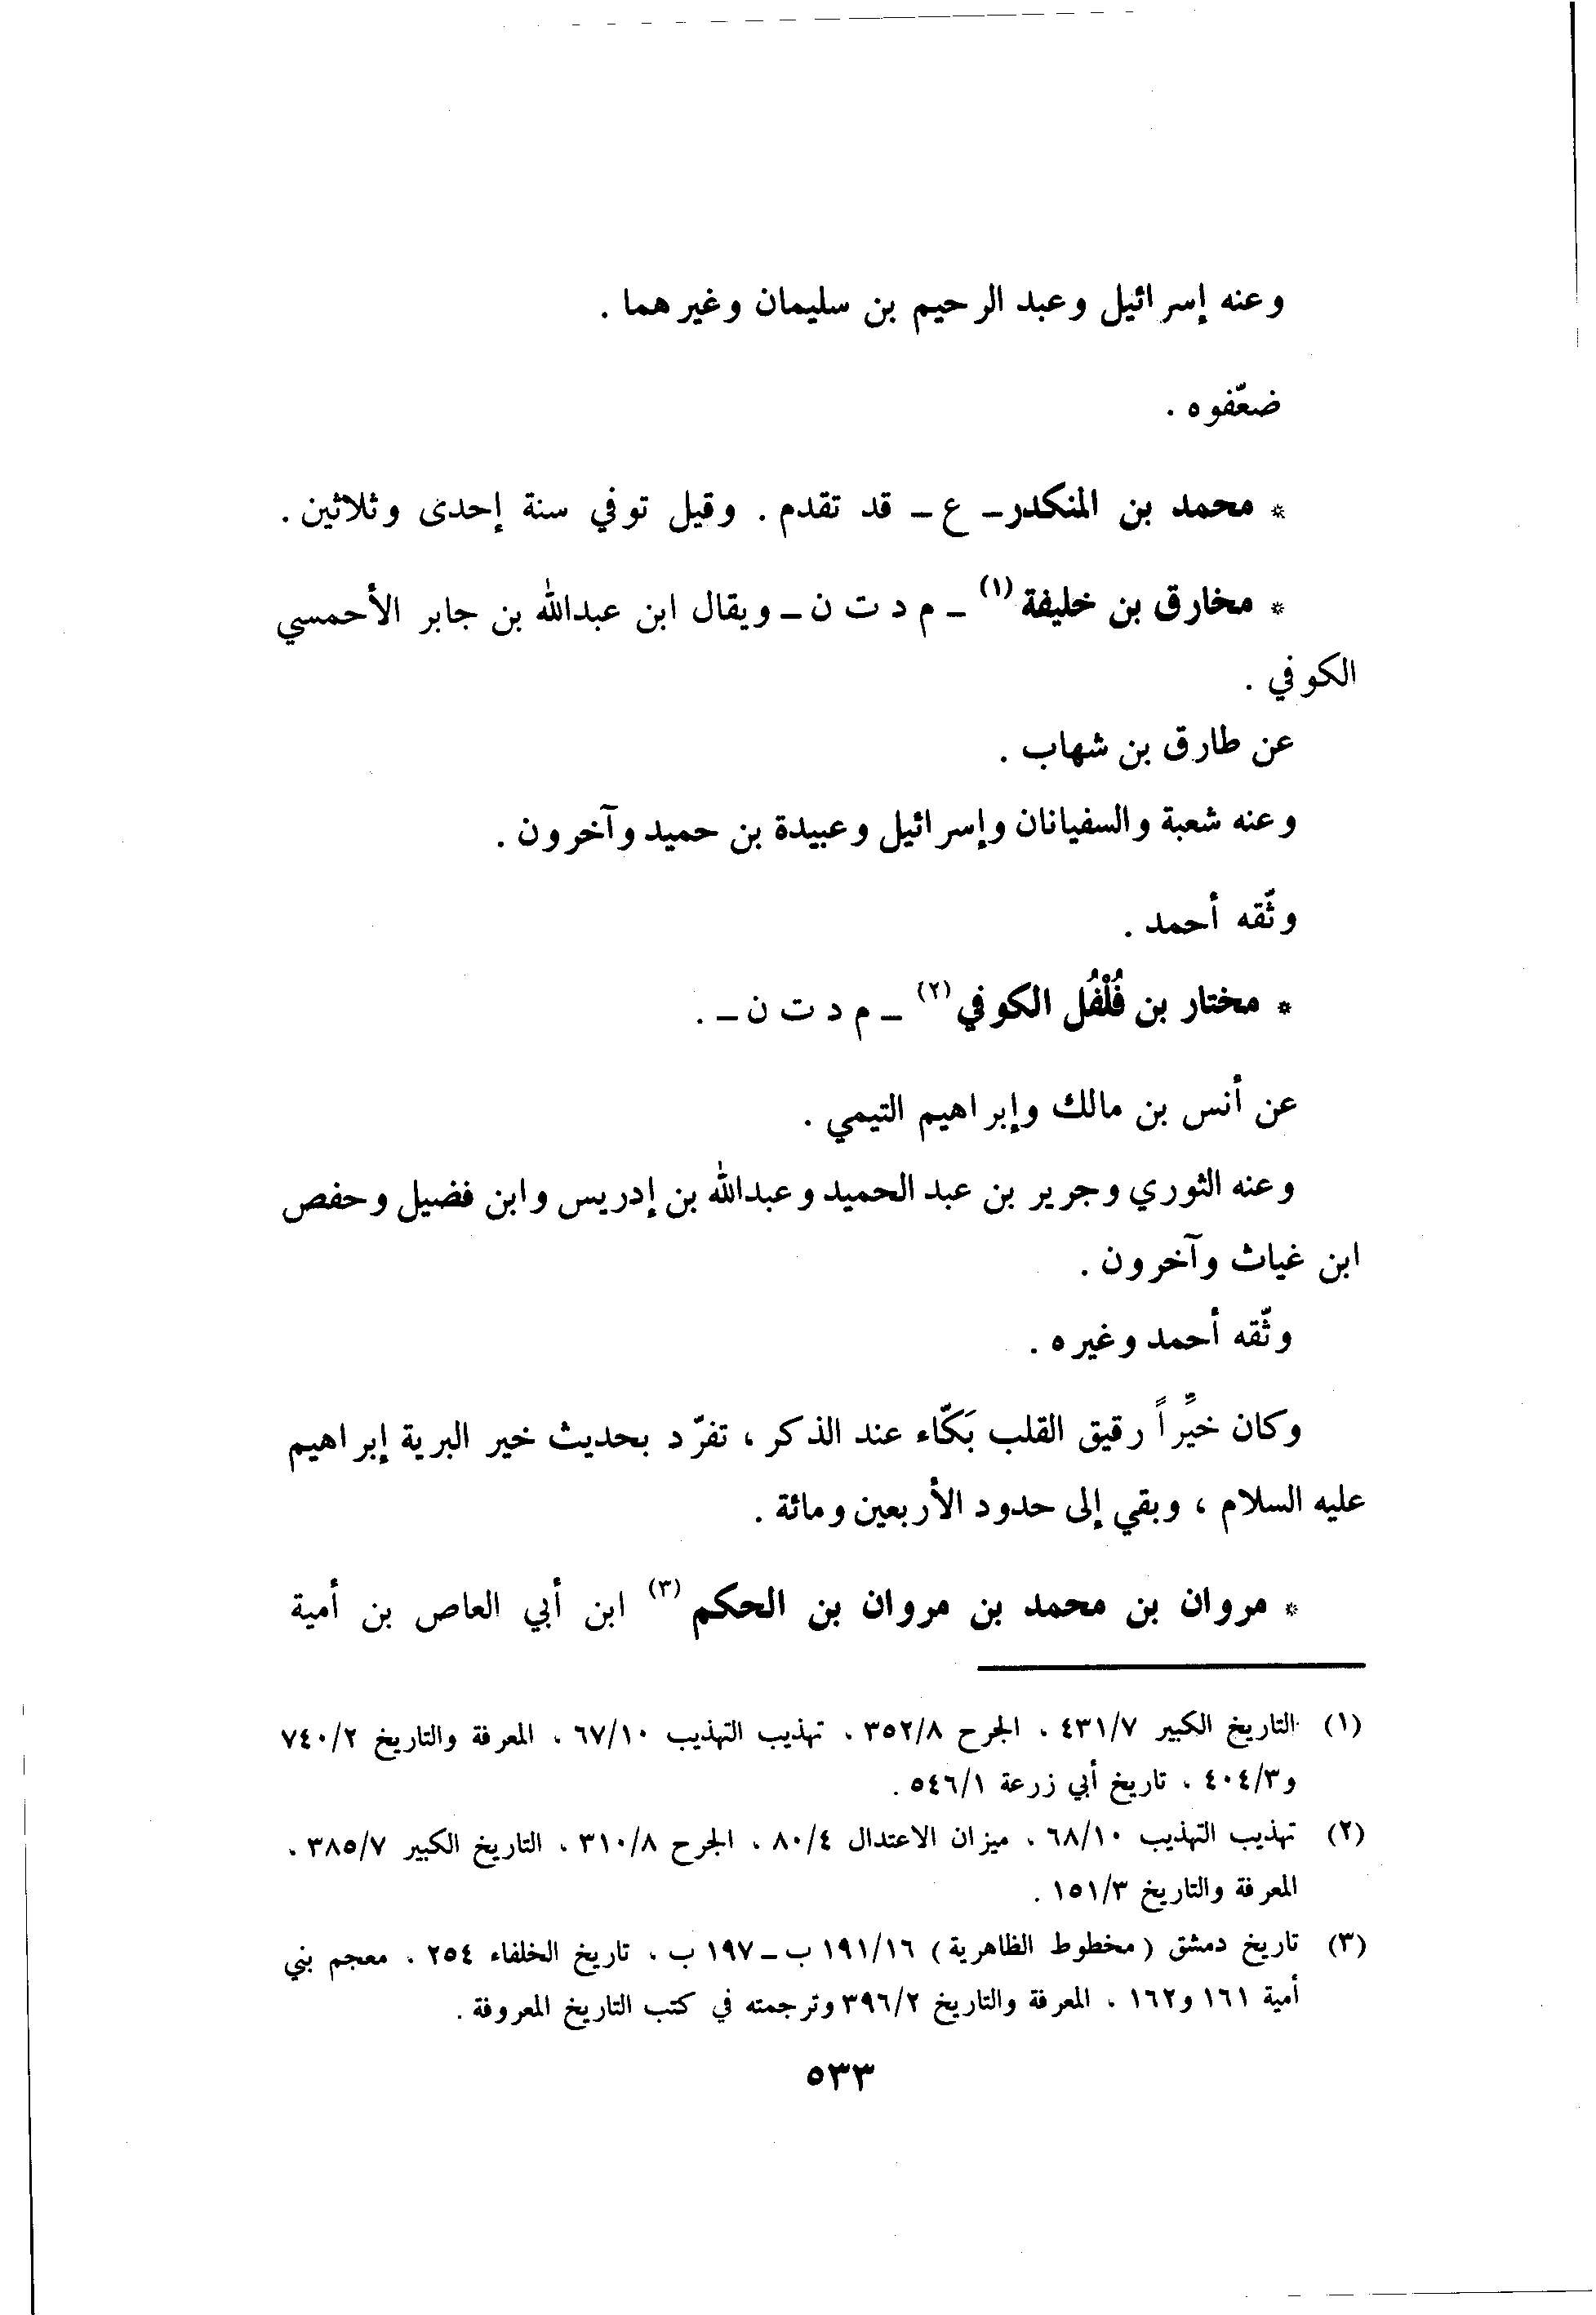 وعنه إسرائيل وعبد الرحيم بن سليمان وغيرهما .
ضعّفوه .
* محمد بن المنكدر ـ ع ـ قد تقدم . وقيل توفي سنة إحدى وثلاثين .
* مخارق بن خليفة (١) ـ م د ت ن ـ ويقال ابن عبدالله بن جابر الأحمسي
الكوفي .
عن طارق بن شهاب .
وعنه شعبة والسفيانان وإسرائيل وعبيدة بن حميد وآخرون .
وثّقه أحمد .
* مختار بن فُلْفُل الكوفي (٢) ـ م د ت ن ـ .
عن أنس بن مالك وإبراهيم التيمي .
وعنه الثوري وجرير بن عبد الحميد وعبدالله بن إدريس وابن فضيل وحفص
ابن غياث وآخرون .
وثّقه أحمد وغيره .
وكان خيِّراً رقيق القلب بَكّاء عند الذكر ، تفرّد بحديث خير البرية إبراهيم
عليه السلام ، وبقي إلى حدود الأربعين ومائة .
* مروان بن محمد بن مروان بن الحكم (٣) ابن أبي العاص بن أمية
(١) التاريخ الكبير ٤٣١/٧ ، الجرح ٣٥٢/٨ ، تهذيب التهذيب ٦٧/١٠ ، المعرفة والتاريخ ٧٤٠/٢
و٤٠٤/٣ ، تاريخ أبي زرعة ٥٤٦/١ .
(٢) تهذيب التهذيب ٦٨/١٠ ، ميزان الاعتدال ٨٠/٤ ، الجرح ٣١٠/٨ ، التاريخ الكبير ٣٨٥/٧ ،
المعرفة والتاريخ ١٥١/٣ .
(٣) تاريخ دمشق ( مخطوط الظاهرية ) ١٩١/١٦ ب ـ ١٩٧ ب ، تاريخ الخلفاء ٢٥٤ ، معجم بني
أمية ١٦١ و١٦٢ ، المعرفة والتاريخ ٣٩٦/٢ وترجمته في كتب التاريخ المعروفة .
٥٣٣